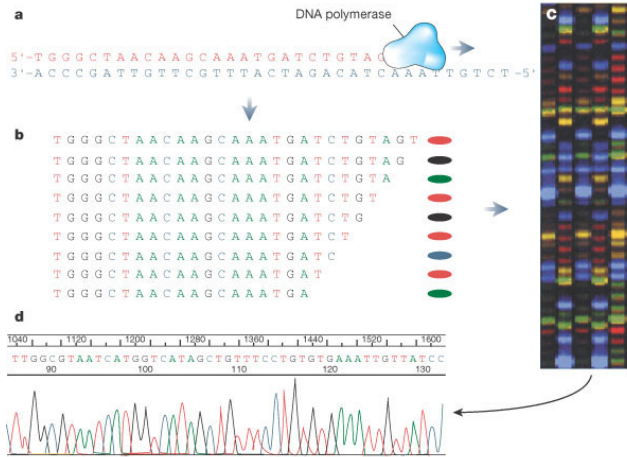 a
DNA polymerase
c
5'-TGGGCTAACAAGCAAATGATCTGTAG
3'-ACCCGATTGTTCGTTTACTAGACATCAAATTGTCT-5'
b
TGGGCTAACAAGCAAATGATCTGTAGT
TGGGCTAACAAGCAAATGATCTGTAG
TGGGCTAACAAGCAAATGATCTGTA
TGGGCTAACAAGCAAATGATCTGT
TGGGCTAACAAGCAAATGATCTG
TGGGCTAACAAGCAAATGATCT
TGGGCTAACAAGCAAATGATC
TGGGCTAACAAGCAAATGAT
TGGGCTAACAAGCAAATGA
d
1040 1120 1200 1280 1360 1440 1520 1600
TTGGCGTAATCATGGTCATAGCTGTTTCCTGTGTGAAATTGTTATCC
90 100 110 120 130